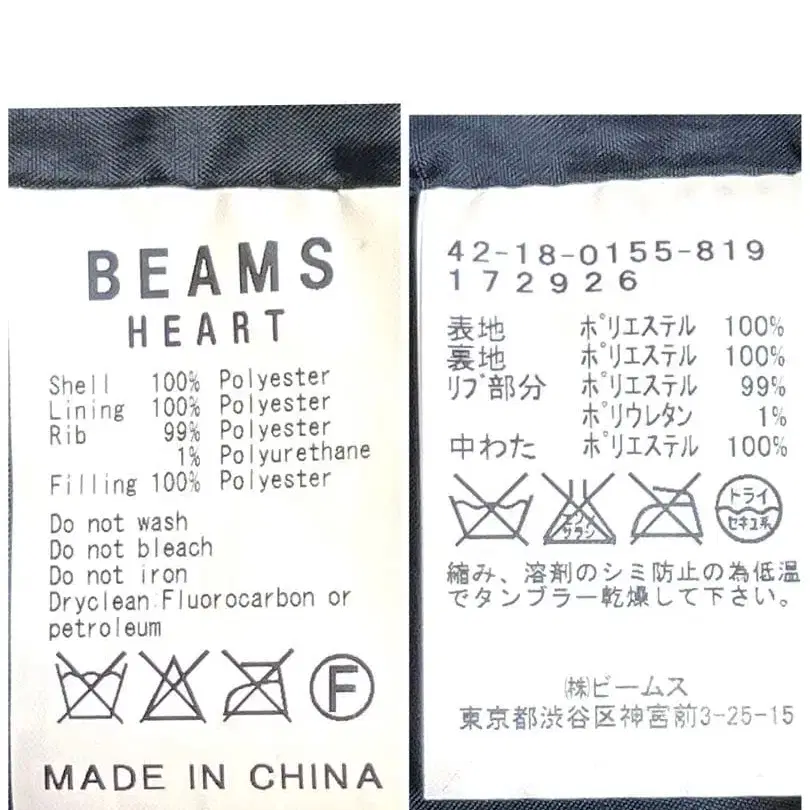 BEAMS
HEART
Shell 100% Polyester
Lining 100% Polyester
Rib 99% Polyester
1% Polyurethane
Filling 100% Polyester
Do not wash
Do not bleach
Do not iron
Dryclean:Fluorocarbon or
petroleum
F
MADE IN CHINA
42-18-0155-819
172926
表地 ポリエステル 100%
裏地 ポリエステル 100%
リブ部分 ポリエステル 99%
ポリウレタン 1%
中わた ポリエステル 100%
エンソ
サラシ
ドライ
セキユ系
縮み、溶剤のシミ防止の為低温
でタンブラー乾燥して下さい。
㈱ビームス
東京都渋谷区神宮前3-25-15